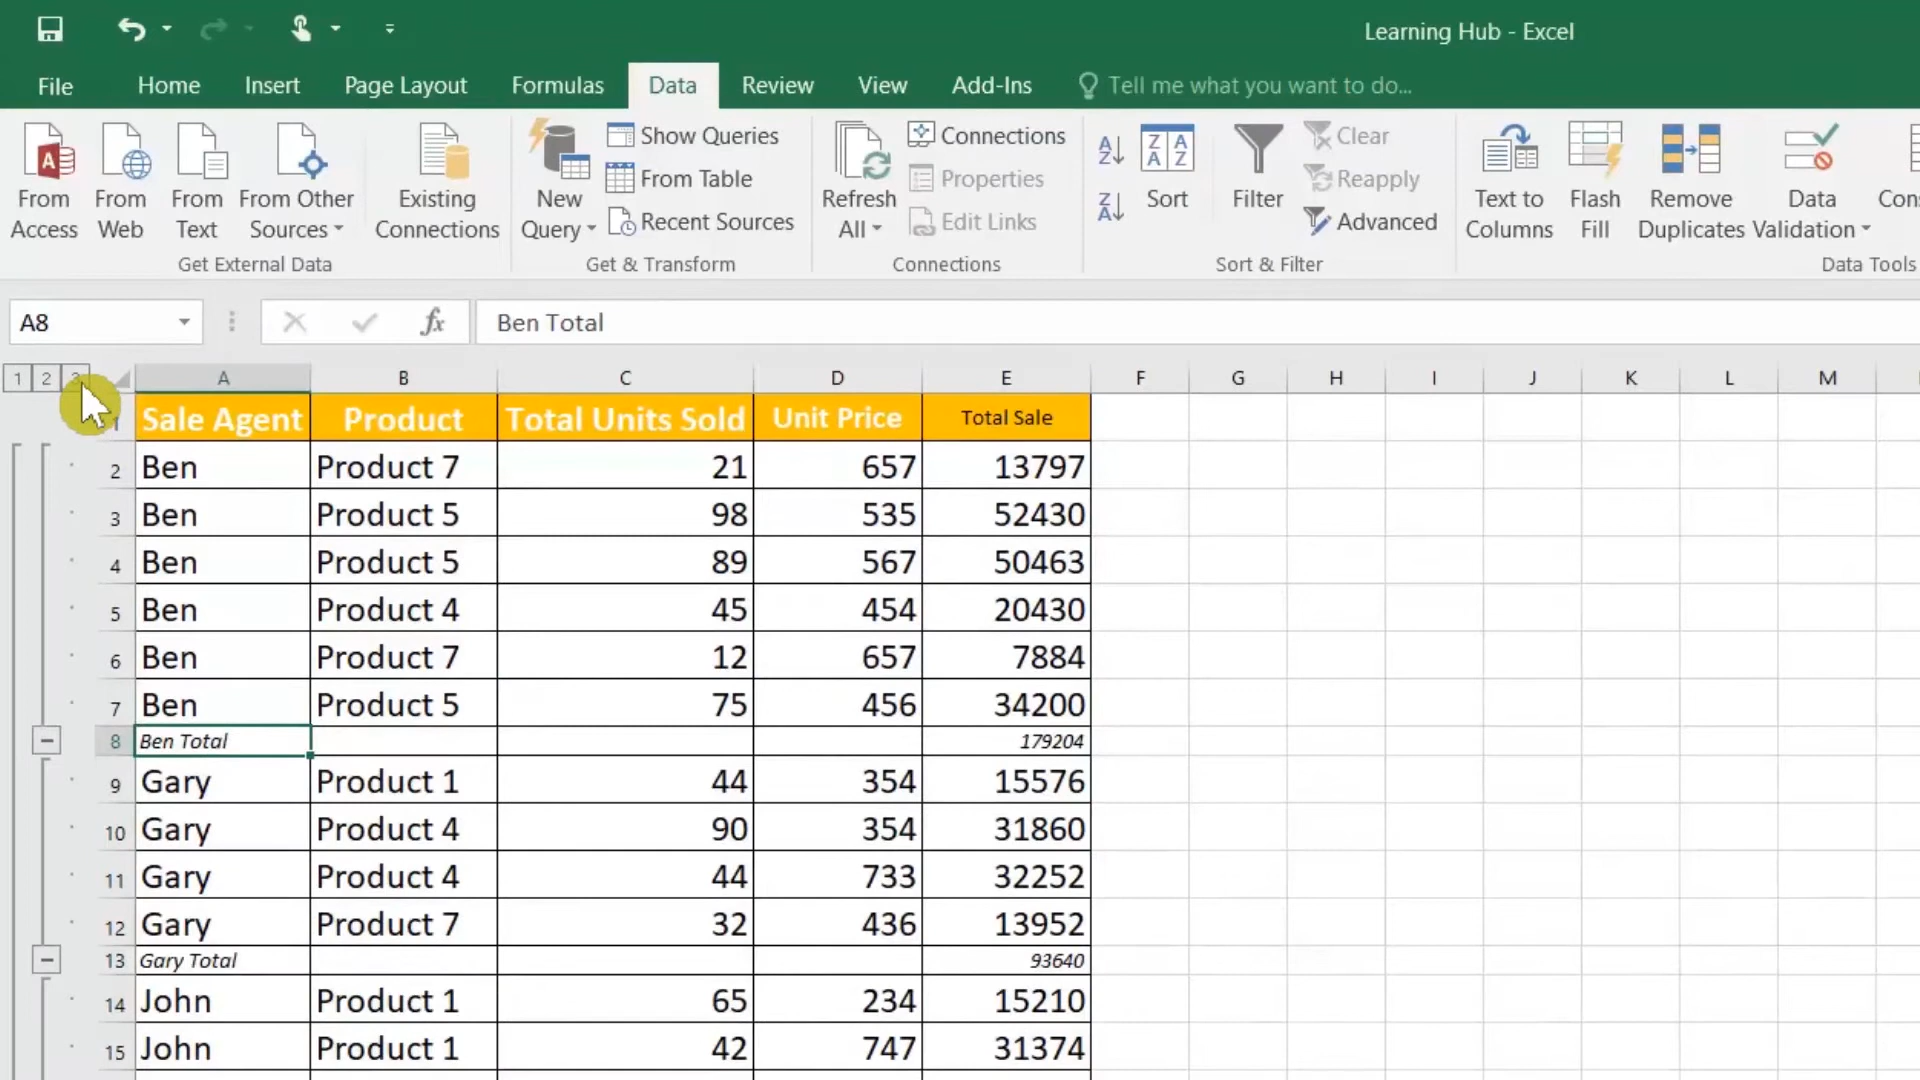 Learning Hub - Excel
File Home Insert Page Layout Formulas Data Review View Add-Ins Tell me what you want to do...
From Access
From Web
From Text
From Other Sources
Existing Connections
Get External Data
New Query
Show Queries
From Table
Recent Sources
Get & Transform
Refresh All
Connections
Properties
Edit Links
Connections
Sort
Filter
Clear
Reapply
Advanced
Sort & Filter
Text to Columns
Flash Fill
Remove Duplicates
Data Validation
Con
Data Tools
A8 fx Ben Total
1 2 A B C D E F G H I J K L M
1 Sale Agent Product Total Units Sold Unit Price Total Sale
2 Ben Product 7 21 657 13797
3 Ben Product 5 98 535 52430
4 Ben Product 5 89 567 50463
5 Ben Product 4 45 454 20430
6 Ben Product 7 12 657 7884
7 Ben Product 5 75 456 34200
8 Ben Total 179204
9 Gary Product 1 44 354 15576
10 Gary Product 4 90 354 31860
11 Gary Product 4 44 733 32252
12 Gary Product 7 32 436 13952
13 Gary Total 93640
14 John Product 1 65 234 15210
15 John Product 1 42 747 31374